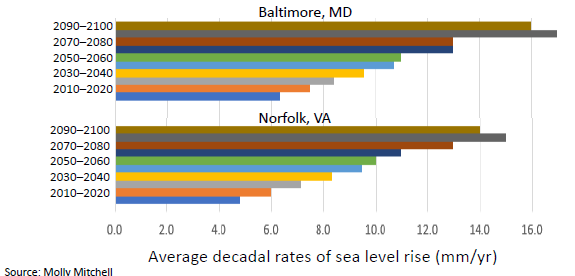 Baltimore, MD
2090–2100
2070–2080
2050–2060
2030–2040
2010–2020
Norfolk, VA
2090–2100
2070–2080
2050–2060
2030–2040
2010–2020
0.0 2.0 4.0 6.0 8.0 10.0 12.0 14.0 16.0
Average decadal rates of sea level rise (mm/yr)
Source: Molly Mitchell